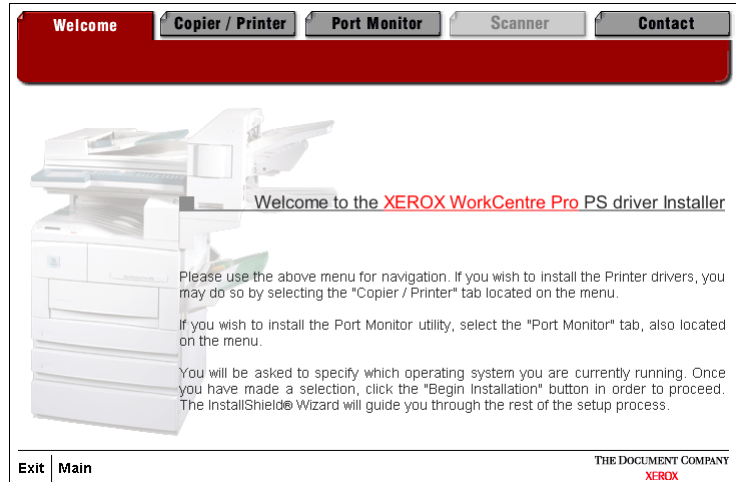 Welcome
Copier / Printer
Port Monitor
Scanner
Contact
Welcome to the XEROX WorkCentre Pro PS driver Installer
Please use the above menu for navigation. If you wish to install the Printer drivers, you
may do so by selecting the "Copier / Printer" tab located on the menu.
If you wish to install the Port Monitor utility, select the "Port Monitor" tab, also located
on the menu.
You will be asked to specify which operating system you are currently running. Once
you have made a selection, click the "Begin Installation" button in order to proceed.
The InstallShield® Wizard will guide you through the rest of the setup process.
Exit
Main
THE DOCUMENT COMPANY
XEROX